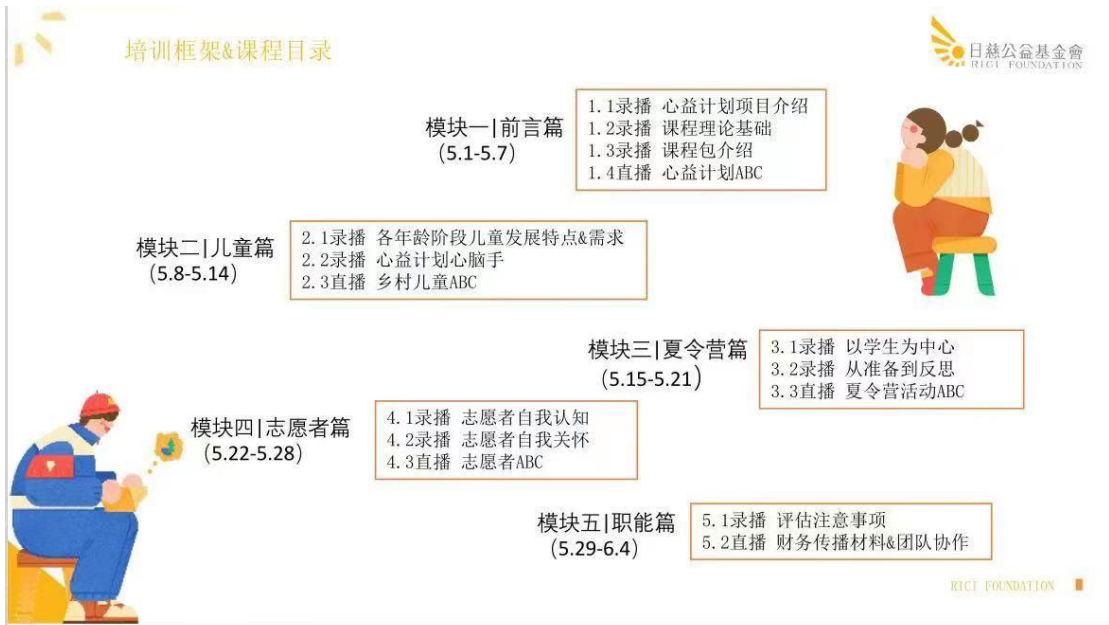 培训框架&课程目录
日慈公益基金會
RICI FOUNDATION
模块一|前言篇
(5.1-5.7)
1.1录播 心益计划项目介绍
1.2录播 课程理论基础
1.3录播 课程包介绍
1.4直播 心益计划ABC
模块二|儿童篇
(5.8-5.14)
2.1录播 各年龄阶段儿童发展特点&需求
2.2录播 心益计划心脑手
2.3直播 乡村儿童ABC
模块三|夏令营篇
(5.15-5.21)
3.1录播 以学生为中心
3.2录播 从准备到反思
3.3直播 夏令营活动ABC
模块四|志愿者篇
(5.22-5.28)
4.1录播 志愿者自我认知
4.2录播 志愿者自我关怀
4.3直播 志愿者ABC
模块五|职能篇
(5.29-6.4)
5.1录播 评估注意事项
5.2直播 财务传播材料&团队协作
RICI FOUNDATION